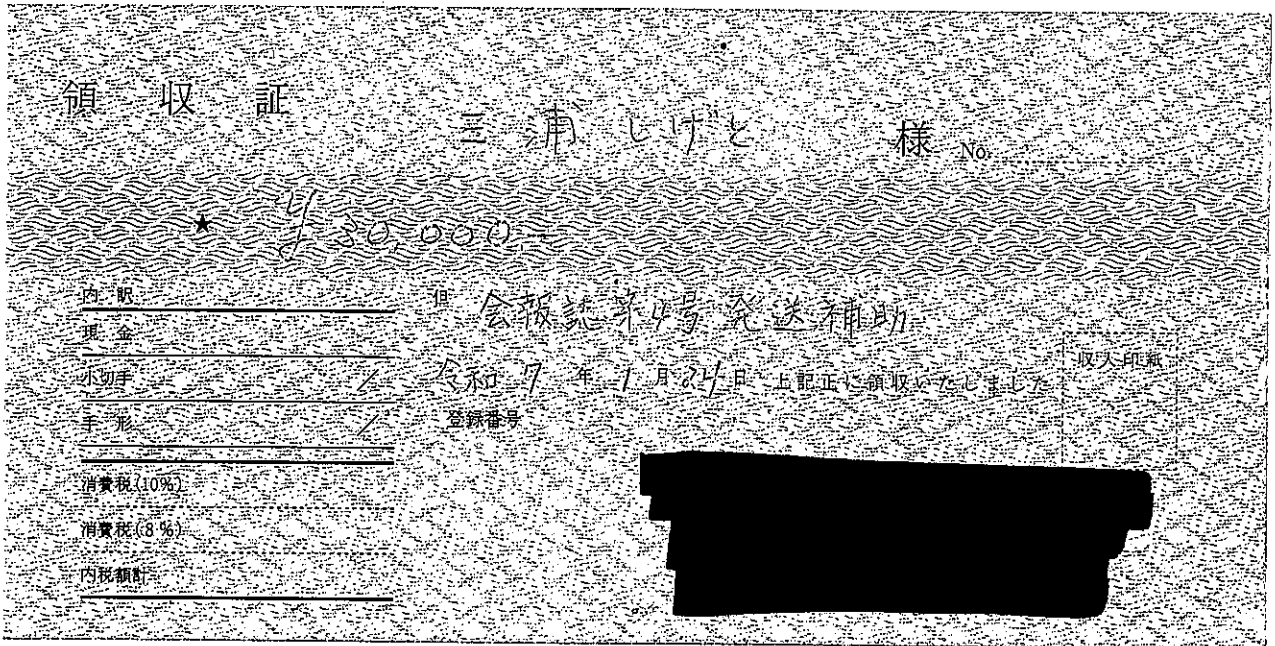 領収証
三浦しげと 様 No.
★ ¥30,000.-
内訳
現金
小切手 /
手形 /
消費税(10%)
消費税(8%)
内税額計
但 会報誌第4号発送補助
令和7年1月24日 上記正に領収いたしました
登録番号
収入印紙